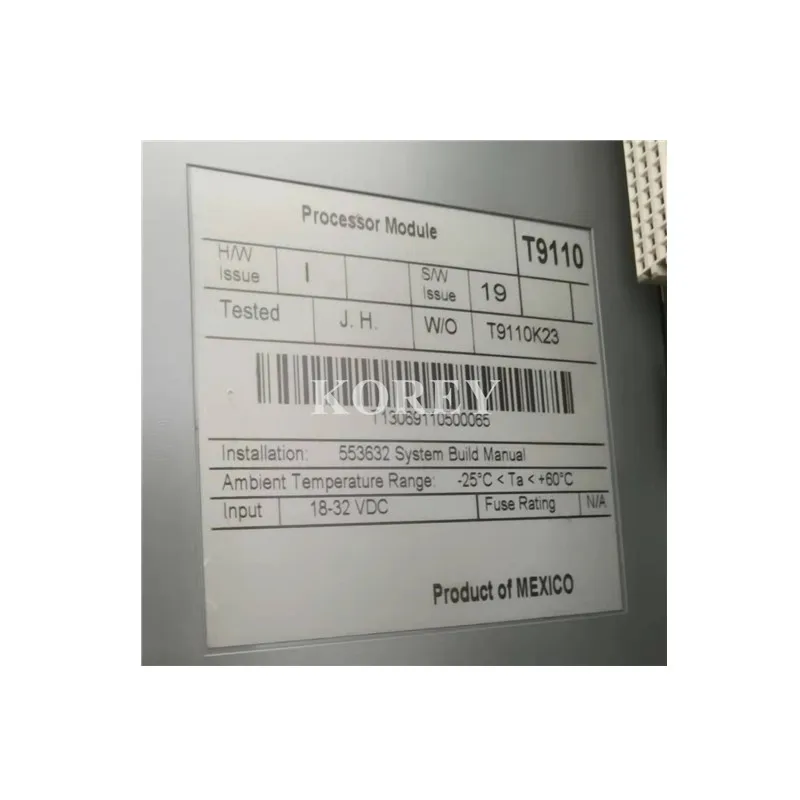 Processor Module T9110
H/W Issue I S/W Issue 19
Tested J. H. W/O T9110K23
KOREY
113069110500065
Installation: 553632 System Build Manual
Ambient Temperature Range: -25°C < Ta < +60°C
Input 18-32 VDC Fuse Rating N/A
Product of MEXICO